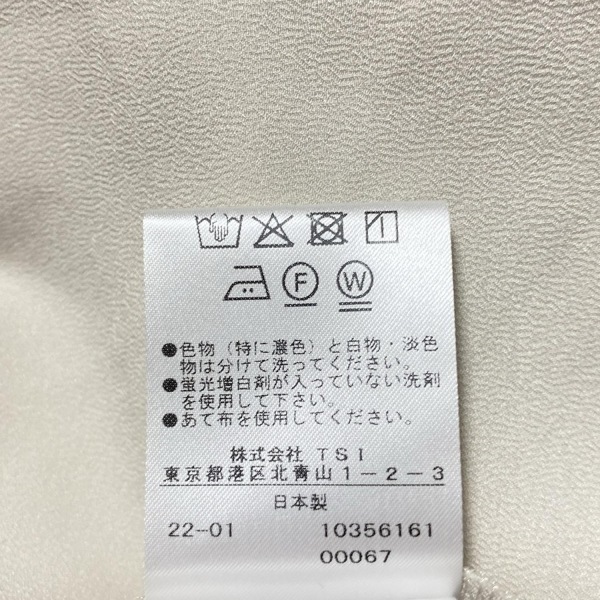 F W
●色物（特に濃色）と白物・淡色
物は分けて洗ってください。
●蛍光増白剤が入っていない洗剤
を使用して下さい。
●あて布を使用してください。
株式会社 TSI
東京都港区北青山1－2－3
日本製
22--01 10356161
00067